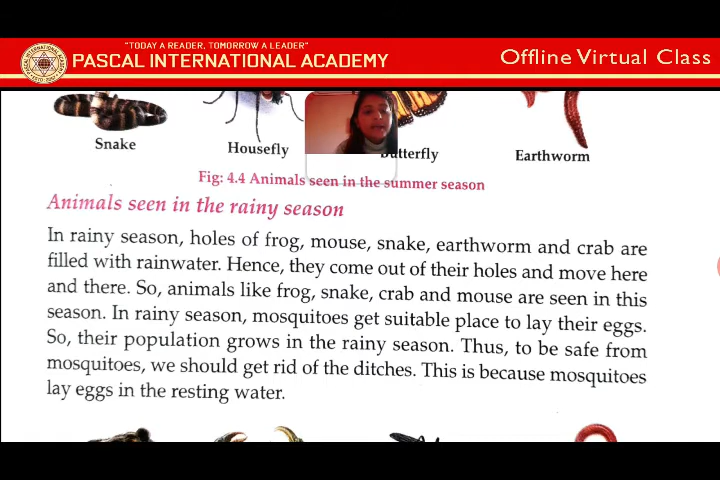 "TODAY A READER, TOMORROW A LEADER"
PASCAL INTERNATIONAL ACADEMY
Offline Virtual Class
Snake
Housefly
Butterfly
Earthworm
Fig: 4.4 Animals seen in the summer season
Animals seen in the rainy season
In rainy season, holes of frog, mouse, snake, earthworm and crab are
filled with rainwater. Hence, they come out of their holes and move here
and there. So, animals like frog, snake, crab and mouse are seen in this
season. In rainy season, mosquitoes get suitable place to lay their eggs.
So, their population grows in the rainy season. Thus, to be safe from
mosquitoes, we should get rid of the ditches. This is because mosquitoes
lay eggs in the resting water.